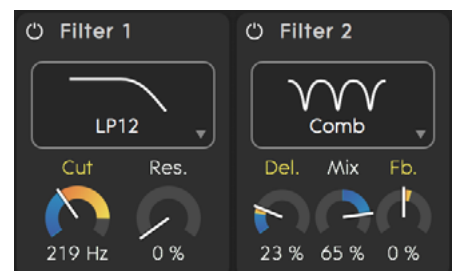 Filter 1
LP12
Cut Res.
219 Hz 0 %
Filter 2
Comb
Del. Mix Fb.
23 % 65 % 0 %